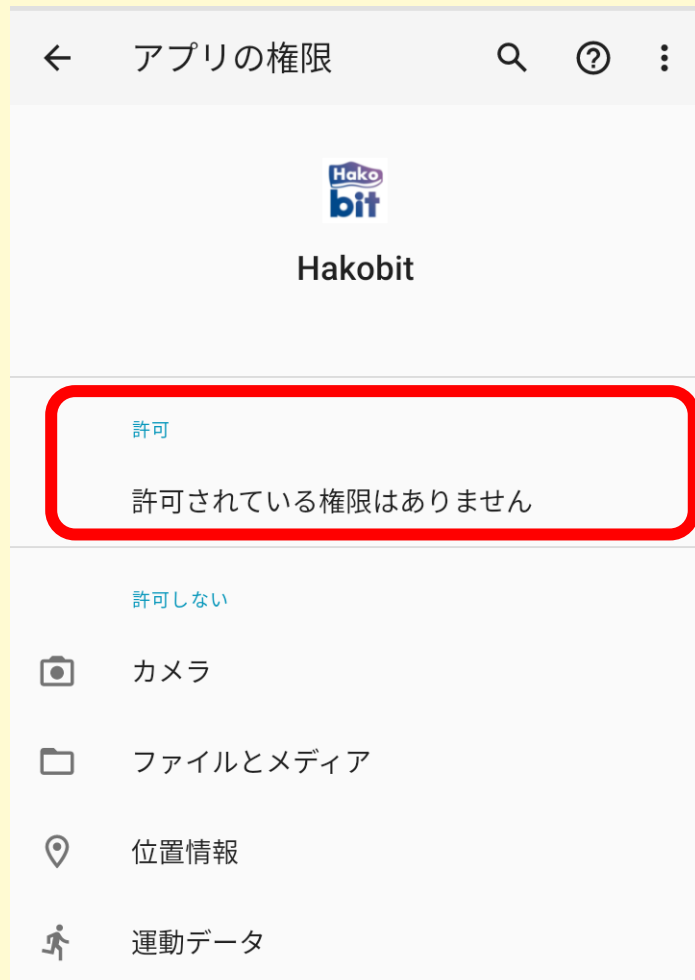 アプリの権限
Hako
bit
Hakobit
許可
許可されている権限はありません
許可しない
カメラ
ファイルとメディア
位置情報
運動データ